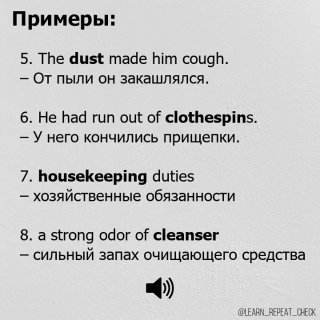 Примеры:
5. The dust made him cough.
– От пыли он закашлялся.
6. He had run out of clothespins.
– У него кончились прищепки.
7. housekeeping duties
– хозяйственные обязанности
8. a strong odor of cleanser
– сильный запах очищающего средства
@LEARN_REPEAT_CHECK